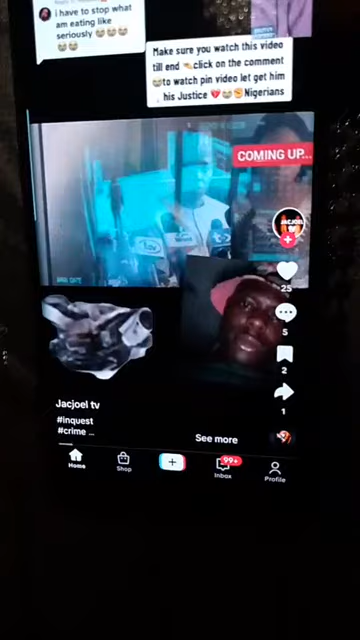 i have to stop what
am eating like
seriously 😭😭😭
😭😭
Make sure you watch this video
till end 👈click on the comment
😭to watch pin video let get him
his Justice 💔😭✊Nigerians
COMING UP...
JACJOEL
25
5
2
1
Jacjoel tv
#inquest
#crime ...
See more
Home
Shop
99+
Inbox
Profile